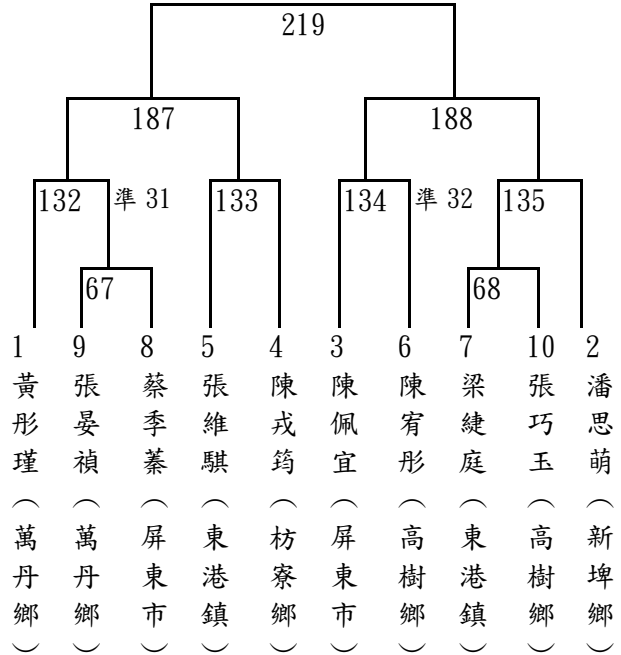 219
187
188
132
準 31
133
134
準 32
135
67
68
1
9
8
5
4
3
6
7
10
2
黃彤瑾（萬丹鄉）
張晏禎（萬丹鄉）
蔡季蓁（屏東市）
張維騏（東港鎮）
陳戎筠（枋寮鄉）
陳佩宜（屏東市）
陳宥彤（高樹鄉）
梁緁庭（東港鎮）
張巧玉（高樹鄉）
潘思萌（新埤鄉）